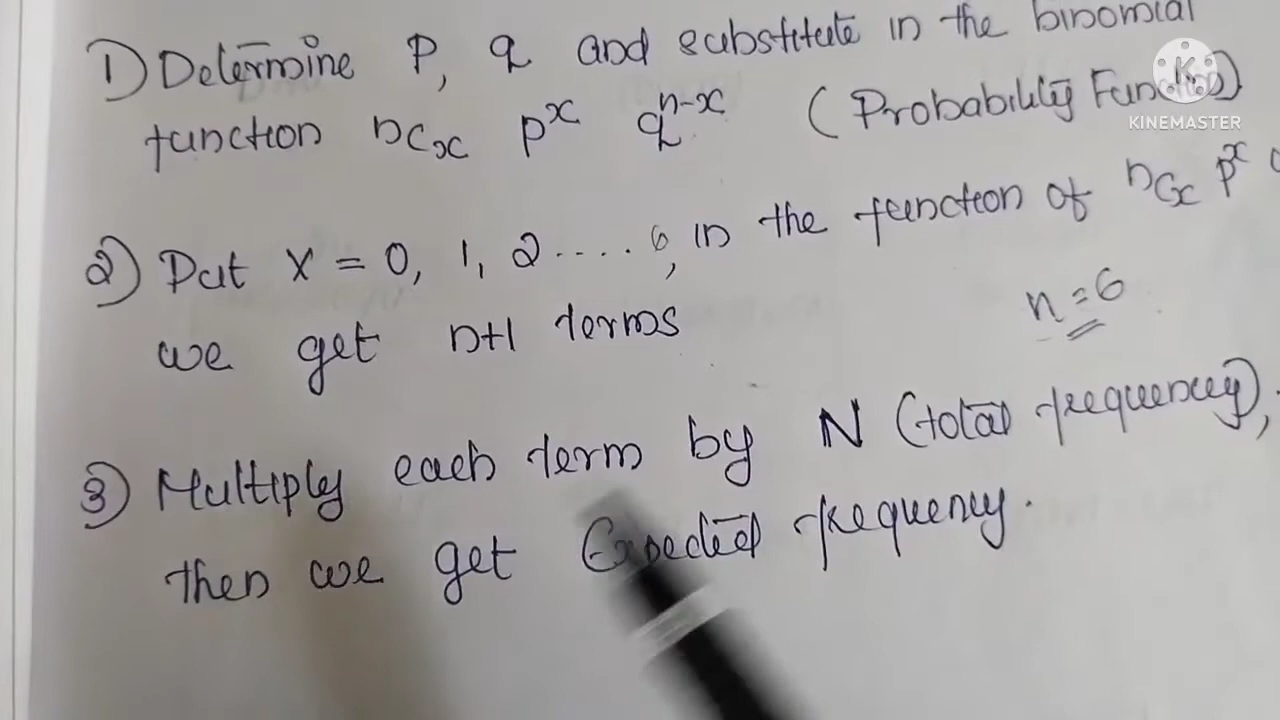 1) Determine P, q and substitute in the binomial
function nCx p^x q^n-x (Probability Function)
KINEMASTER
2) Put X = 0, 1, 2 .... 6, in the function of nCx p^x
we get n+1 terms
n = 6
3) Multiply each term by N (total frequency),
then we get Expected frequency.